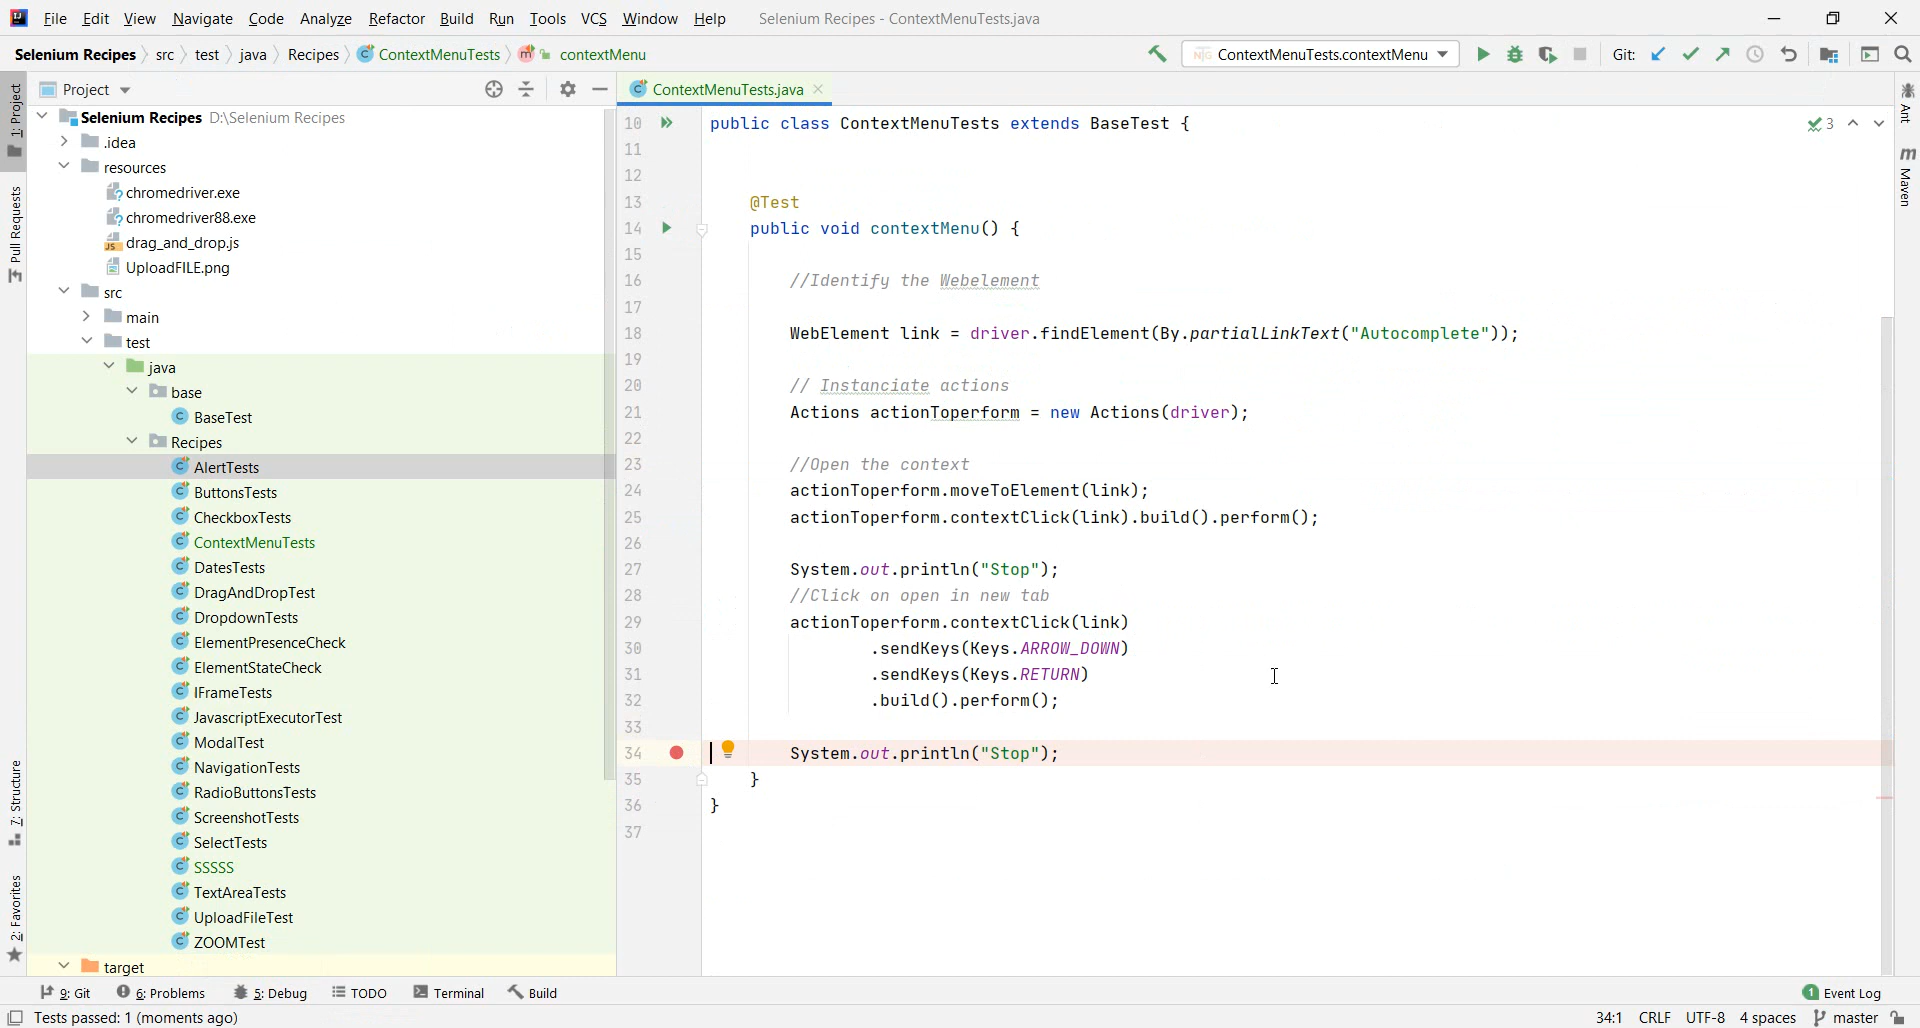 File Edit View Navigate Code Analyze Refactor Build Run Tools VCS Window Help Selenium Recipes - ContextMenuTests.java
Selenium Recipes src test java Recipes ContextMenuTests contextMenu ContextMenuTests.contextMenu Git:
1: Project
Pull Requests
7: Structure
2: Favorites
Project
Selenium Recipes D:\Selenium Recipes
.idea
resources
chromedriver.exe
chromedriver88.exe
drag_and_drop.js
UploadFILE.png
src
main
test
java
base
BaseTest
Recipes
AlertTests
ButtonsTests
CheckboxTests
ContextMenuTests
DatesTests
DragAndDropTest
DropdownTests
ElementPresenceCheck
ElementStateCheck
IFrameTests
JavascriptExecutorTest
ModalTest
NavigationTests
RadioButtonsTests
ScreenshotTests
SelectTests
SSSSS
TextAreaTests
UploadFileTest
ZOOMTest
target
ContextMenuTests.java
10 public class ContextMenuTests extends BaseTest { 3
11
12
13 @Test
14 public void contextMenu() {
15
16 //Identify the Webelement
17
18 WebElement link = driver.findElement(By.partialLinkText("Autocomplete"));
19
20 // Instanciate actions
21 Actions actionToperform = new Actions(driver);
22
23 //Open the context
24 actionToperform.moveToElement(link);
25 actionToperform.contextClick(link).build().perform();
26
27 System.out.println("Stop");
28 //Click on open in new tab
29 actionToperform.contextClick(link)
30 .sendKeys(Keys.ARROW_DOWN)
31 .sendKeys(Keys.RETURN)
32 .build().perform();
33
34 System.out.println("Stop");
35 }
36 }
37
Ant
m Maven
9: Git 6: Problems 5: Debug TODO Terminal Build 1 Event Log
Tests passed: 1 (moments ago) 34:1 CRLF UTF-8 4 spaces master